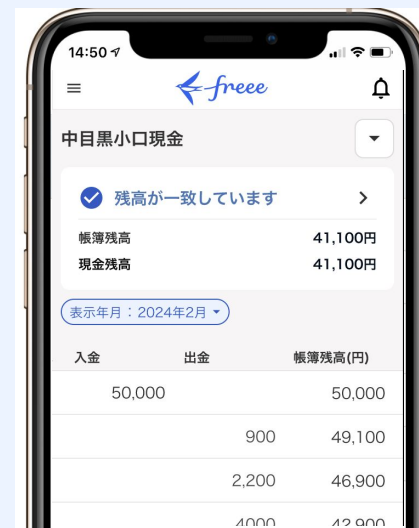 14:50
freee
中目黒小口現金
残高が一致しています
帳簿残高 41,100円
現金残高 41,100円
表示年月：2024年2月
入金 出金 帳簿残高(円)
50,000 50,000
900 49,100
2,200 46,900
4000 42,900